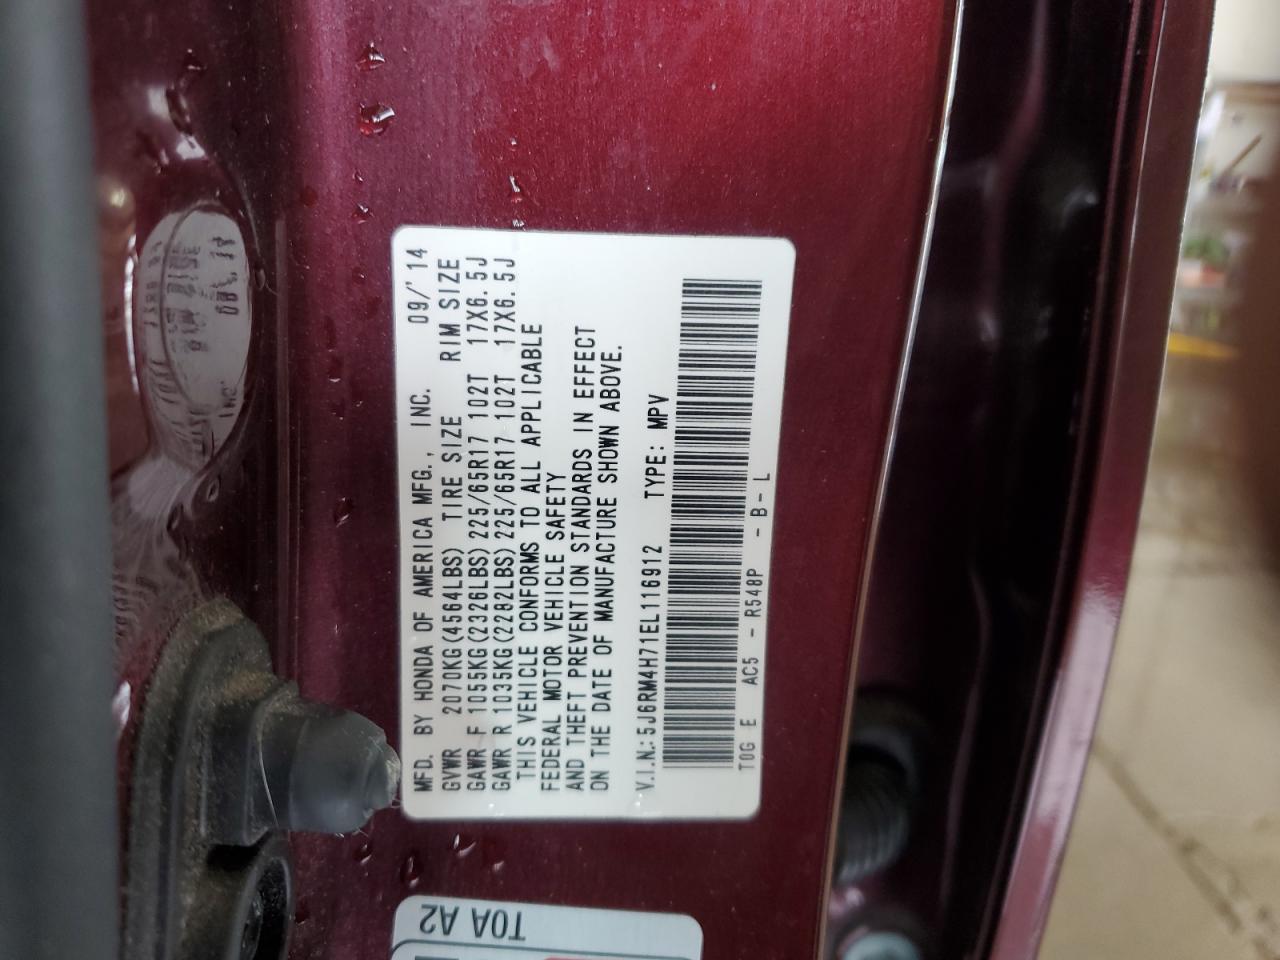 MFD. BY HONDA OF AMERICA MFG., INC. 09/'14
GVWR 2070KG(4564LBS) TIRE SIZE RIM SIZE
GAWR F 1055KG(2326LBS) 225/65R17 102T 17X6.5J
GAWR R 1035KG(2282LBS) 225/65R17 102T 17X6.5J
THIS VEHICLE CONFORMS TO ALL APPLICABLE
FEDERAL MOTOR VEHICLE SAFETY
AND THEFT PREVENTION STANDARDS IN EFFECT
ON THE DATE OF MANUFACTURE SHOWN ABOVE.
V.I.N.: 5J6RM4H71EL116912 TYPE: MPV
T0G E AC5 - R548P - B - L
T0A A2